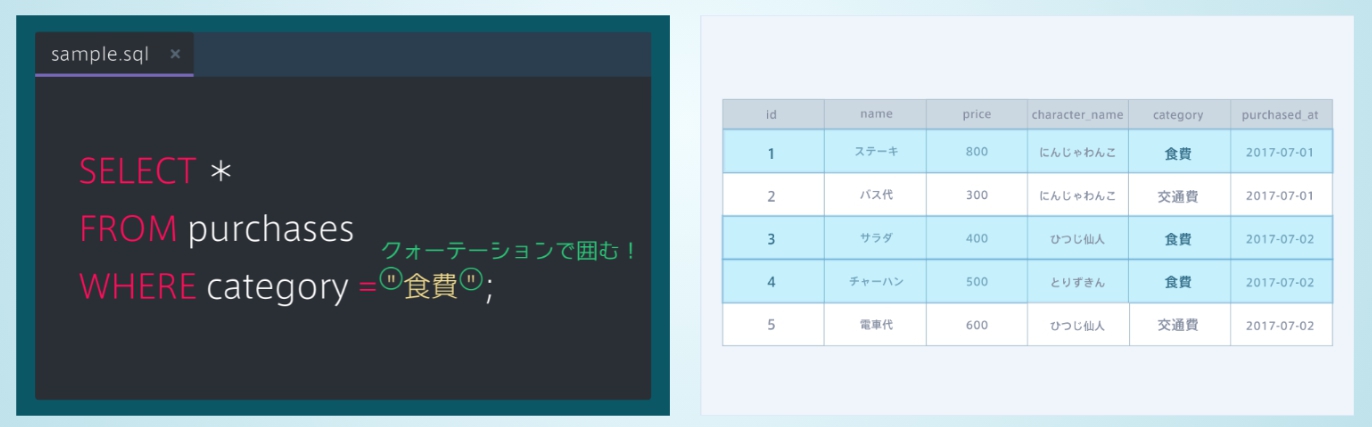 sample.sql ×
SELECT *
FROM purchases
クォーテーションで囲む！
WHERE category ="食費";
id name price character_name category purchased_at
1 ステーキ 800 にんじゃわんこ 食費 2017-07-01
2 バス代 300 にんじゃわんこ 交通費 2017-07-01
3 サラダ 400 ひつじ仙人 食費 2017-07-02
4 チャーハン 500 とりずきん 食費 2017-07-02
5 電車代 600 ひつじ仙人 交通費 2017-07-02